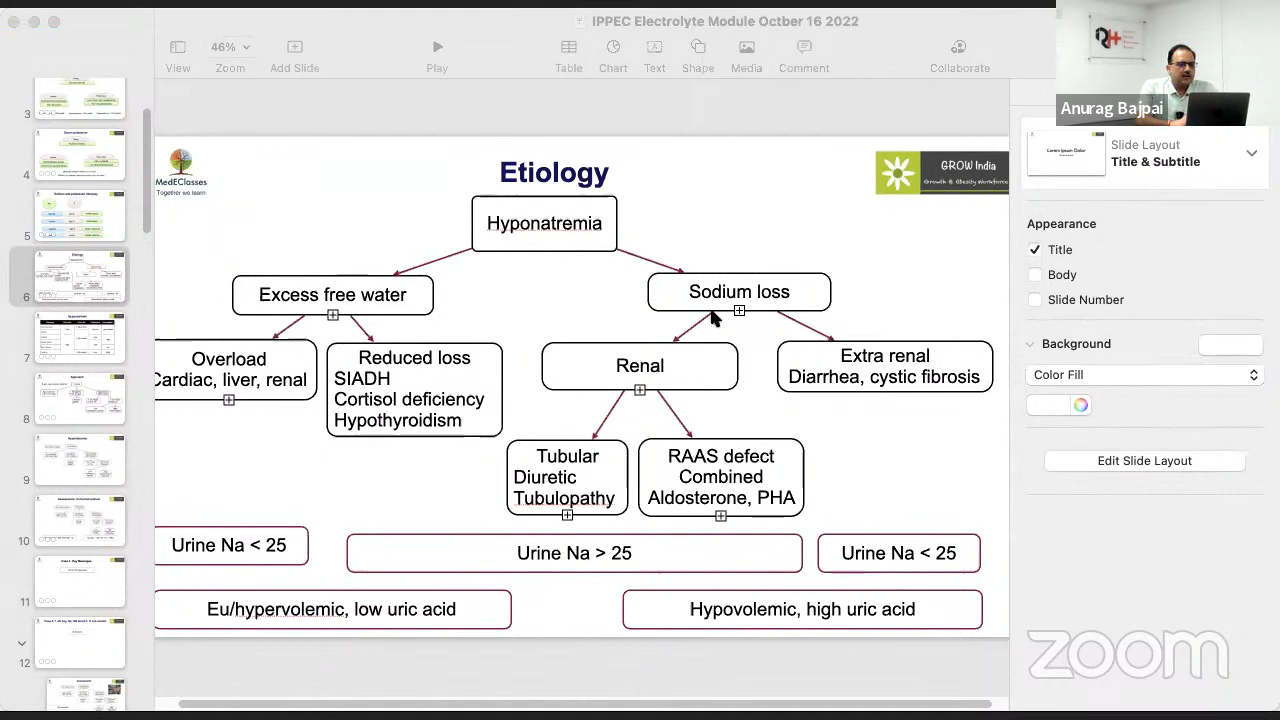 IPPEC Electrolyte Module Octber 16 2022
46%
View
Zoom
Add Slide
Play
Table
Chart
Text
Shape
Media
Comment
Collaborate
Anurag Bajpai
3
4
5
8
9
10
11
12
MedEClasses
Together we learn
Etiology
GROW India
Growth & Obesity Workforce
Hyponatremia
Excess free water
Sodium loss
Overload
Cardiac, liver, renal
Reduced loss
SIADH
Cortisol deficiency
Hypothyroidism
Renal
Extra renal
Diarrhea, cystic fibrosis
Tubular
Diuretic
Tubulopathy
RAAS defect
Combined
Aldosterone, PHA
Urine Na < 25
Urine Na > 25
Urine Na < 25
Eu/hypervolemic, low uric acid
Hypovolemic, high uric acid
Slide Layout
Title & Subtitle
Appearance
Title
Body
Slide Number
Background
Color Fill
Edit Slide Layout
zoom